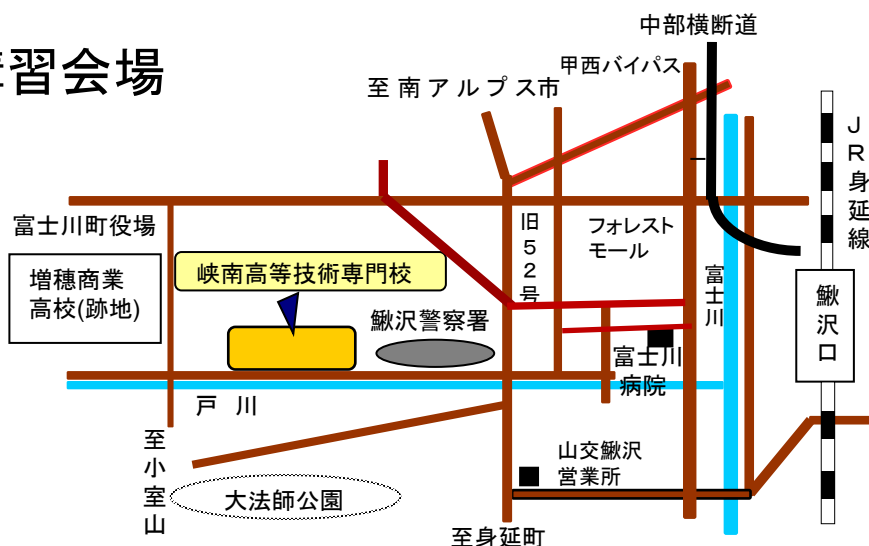 中部横断道
習会場
甲西バイパス
至南アルプス市
JR身延線
富士川町役場
旧52号
フォレスト
モール
増穂商業
高校(跡地)
峡南高等技術専門校
富士川
鰍沢口
鰍沢警察署
富士川
病院
戸川
至小室山
山交鰍沢
営業所
大法師公園
至身延町